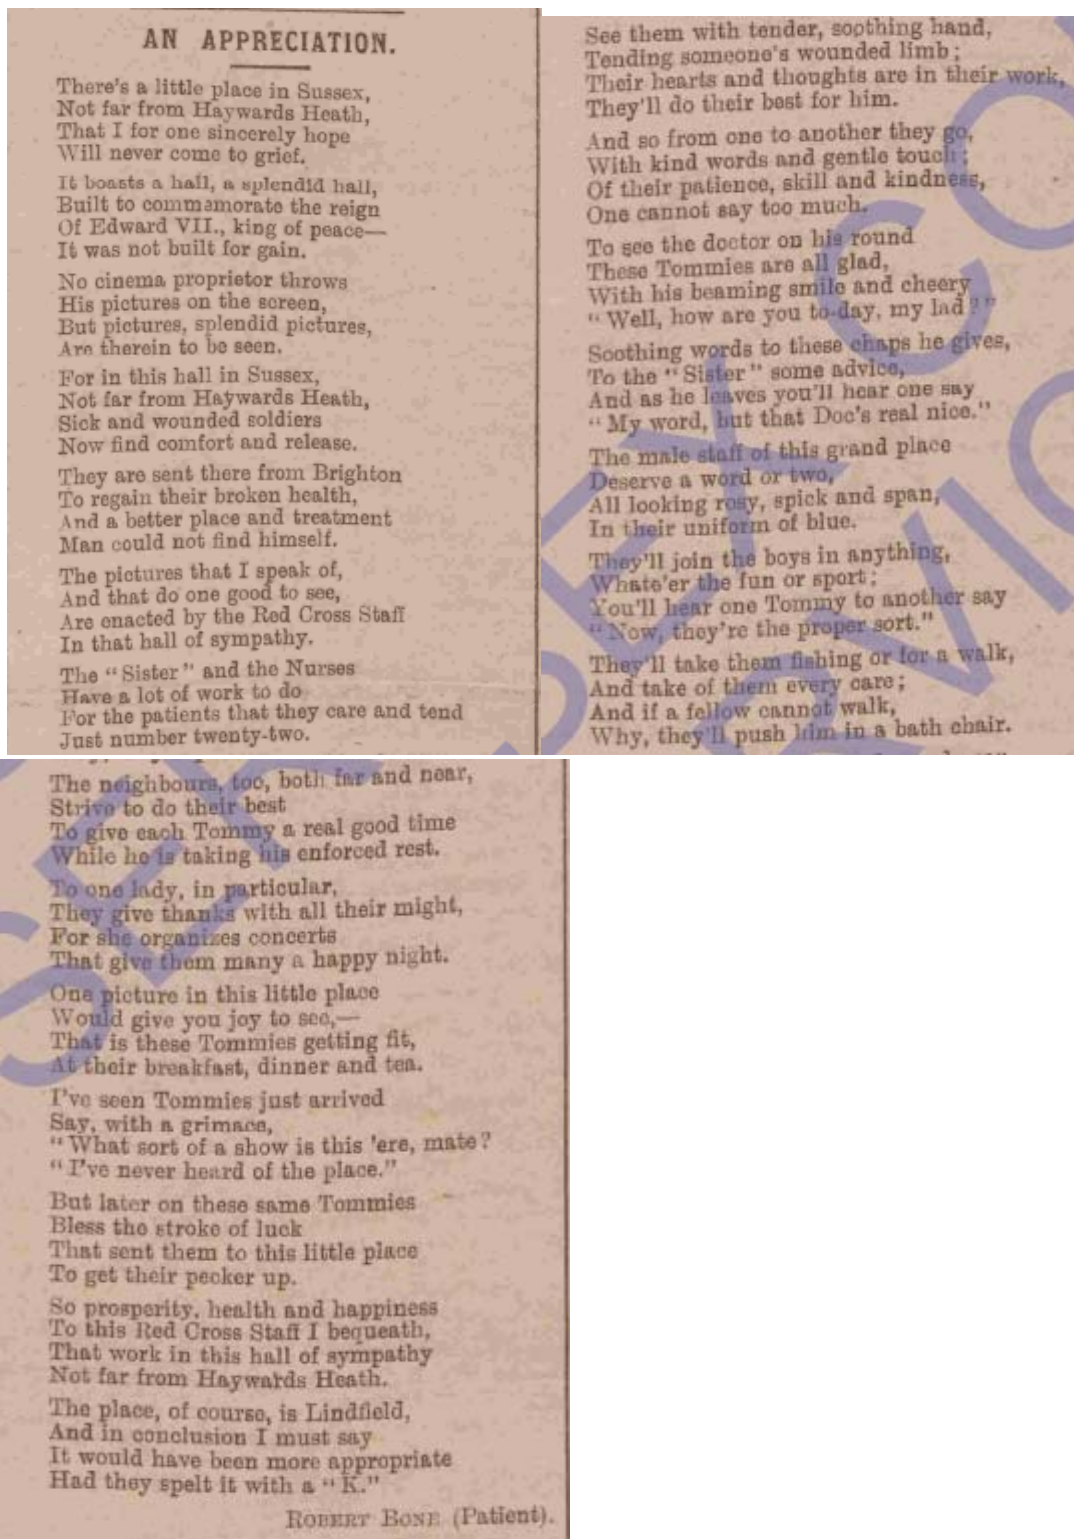 AN APPRECIATION.
There's a little place in Sussex,
Not far from Haywards Heath,
That I for one sincerely hope
Will never come to grief.
It boasts a hall, a splendid hall,
Built to commamorate the reign
Of Edward VII., king of peace—
It was not built for gain.
No cinema proprietor throws
His pictures on the screen,
But pictures, splendid pictures,
Are therein to be seen.
For in this hall in Sussex,
Not far from Haywards Heath,
Sick and wounded soldiers
Now find comfort and release.
They are sent there from Brighton
To regain their broken health,
And a better place and treatment
Man could not find himself.
The pictures that I speak of,
And that do one good to see,
Are enacted by the Red Cross Staff
In that hall of sympathy.
The "Sister" and the Nurses
Have a lot of work to do
For the patients that they care and tend
Just number twenty-two.
See them with tender, soothing hand,
Tending someone's wounded limb;
Their hearts and thoughts are in their work,
They'll do their best for him.
And so from one to another they go,
With kind words and gentle touch;
Of their patience, skill and kindness,
One cannot say too much.
To see the doctor on his round
These Tommies are all glad,
With his beaming smile and cheery
"Well, how are you to-day, my lad?"
Soothing words to these chaps he gives,
To the "Sister" some advice,
And as he leaves you'll hear one say
"My word, but that Doc's real nice."
The male staff of this grand place
Deserve a word or two,
All looking rosy, spick and span,
In their uniform of blue.
They'll join the boys in anything,
Whate'er the fun or sport;
You'll hear one Tommy to another say
"Now, they're the proper sort."
They'll take them fishing or for a walk,
And take of them every care;
And if a fellow cannot walk,
Why, they'll push him in a bath chair.
The neighbours, too, both far and near,
Strive to do their best
To give each Tommy a real good time
While he is taking his enforced rest.
To one lady, in particular,
They give thanks with all their might,
For she organizes concerts
That give them many a happy night.
One picture in this little place
Would give you joy to see,—
That is these Tommies getting fit,
At their breakfast, dinner and tea.
I've seen Tommies just arrived
Say, with a grimace,
"What sort of a show is this 'ere, mate?
"I've never heard of the place."
But later on these same Tommies
Bless the stroke of luck
That sent them to this little place
To get their pecker up.
So prosperity, health and happiness
To this Red Cross Staff I bequeath,
That work in this hall of sympathy
Not far from Haywards Heath.
The place, of course, is Lindfield,
And in conclusion I must say
It would have been more appropriate
Had they spelt it with a "K."
ROBERT BONE (Patient).